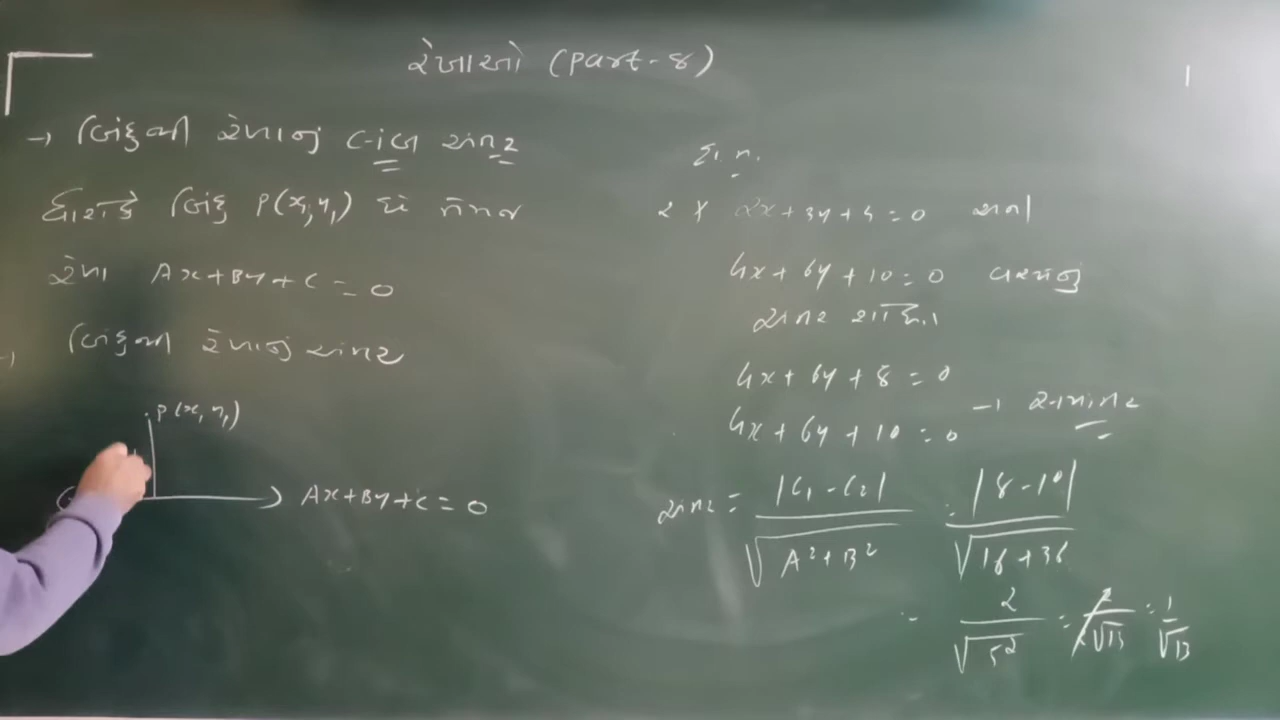 રેખાઓ (part-8)
1
→ બિંદુથી રેખાનું લંબ અંતર
ધારોકે બિંદુ P(x₁,y₁) છે
રેખા Ax+By+C=0
બિંદુથી રેખાનું અંતર
P(x₁,y₁)
Ax+By+C=0
ઉ.દા.
2 × 2x+3y+4=0 અને
4x+6y+10=0 વચ્ચેનું
અંતર શોધો.
4x+6y+8=0
4x+6y+10=0 → સમાંતર
અંતર = |C₁-C₂| / √A²+B² = |8-10| / √16+36
= 2/√52 = 2/2√13 = 1/√13